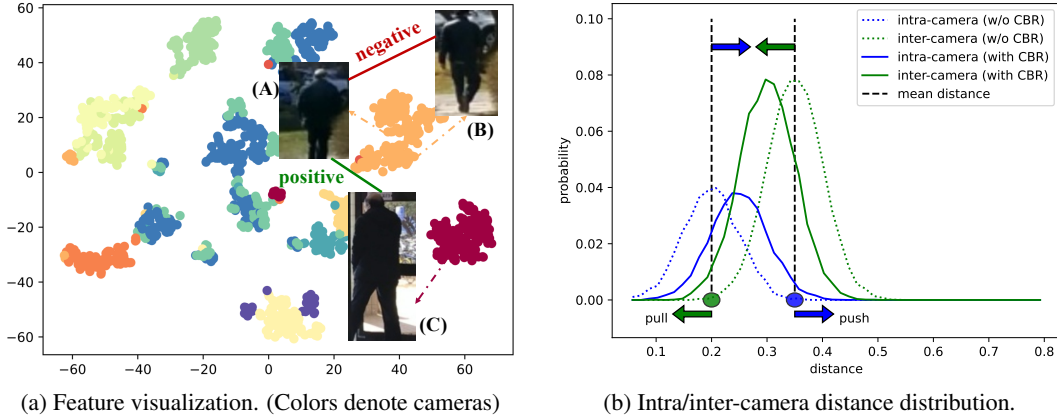 60
40
20
0
−20
−40
−60
−60 −40 −20 0 20 40 60
negative
(A)
(B)
positive
(C)
(a) Feature visualization. (Colors denote cameras)
intra-camera (w/o CBR)
inter-camera (w/o CBR)
intra-camera (with CBR)
inter-camera (with CBR)
mean distance
0.10
0.08
0.06
0.04
0.02
0.00
probability
pull
push
0.1 0.2 0.3 0.4 0.5 0.6 0.7 0.8
distance
(b) Intra/inter-camera distance distribution.